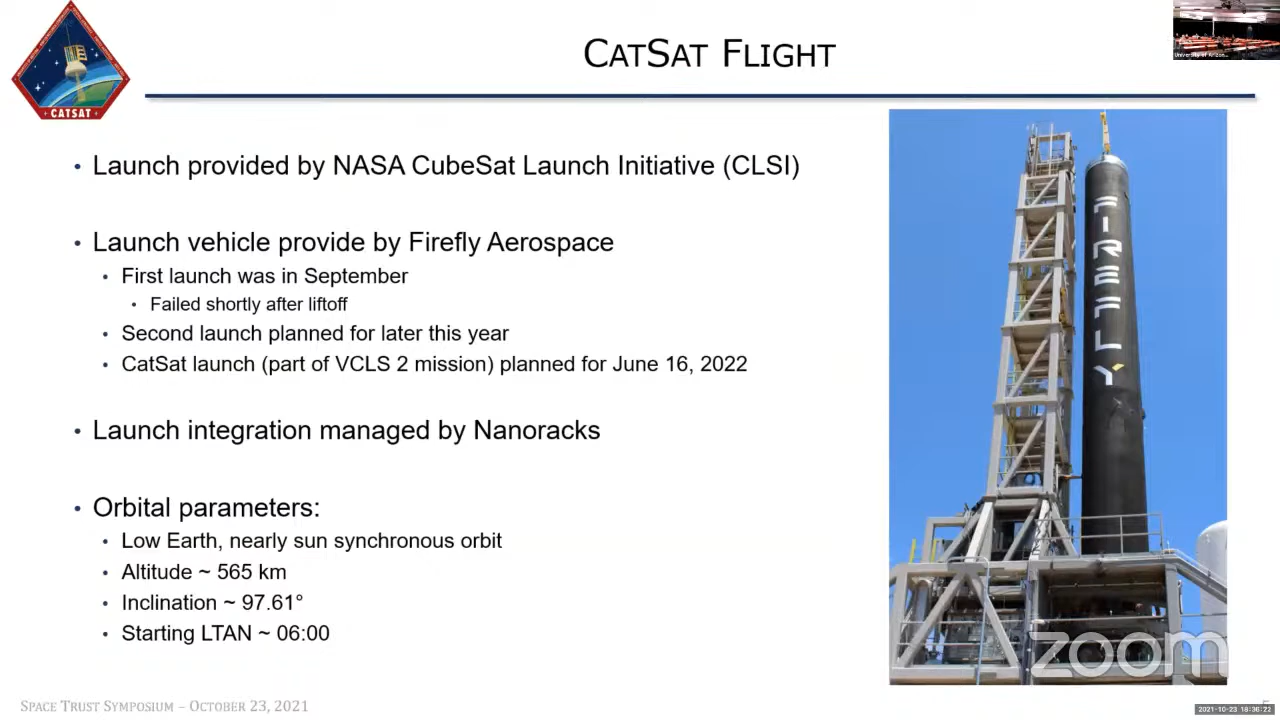 CATSAT FLIGHT
University of Arizon...
CATSAT
• Launch provided by NASA CubeSat Launch Initiative (CLSI)
• Launch vehicle provide by Firefly Aerospace
• First launch was in September
• Failed shortly after liftoff
• Second launch planned for later this year
• CatSat launch (part of VCLS 2 mission) planned for June 16, 2022
• Launch integration managed by Nanoracks
• Orbital parameters:
• Low Earth, nearly sun synchronous orbit
• Altitude ~ 565 km
• Inclination ~ 97.61°
• Starting LTAN ~ 06:00
FIREFLY
zoom
SPACE TRUST SYMPOSIUM – OCTOBER 23, 2021
5
2021-10-23 18:36:22